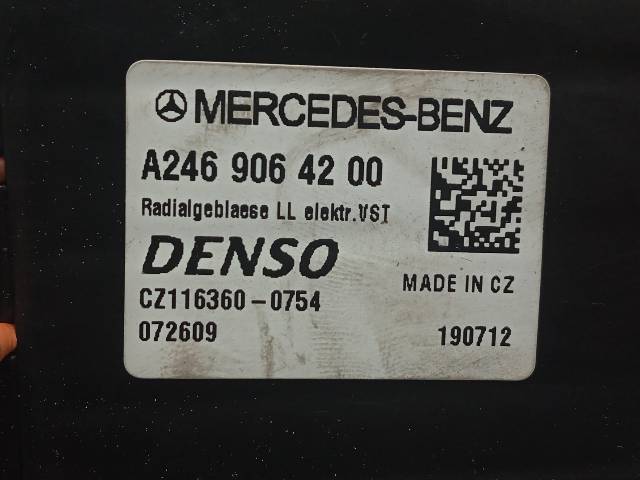 MERCEDES-BENZ
A246 906 42 00
Radialgeblaese LL elektr.VST
DENSO
CZ116360-0754
MADE IN CZ
072609
190712